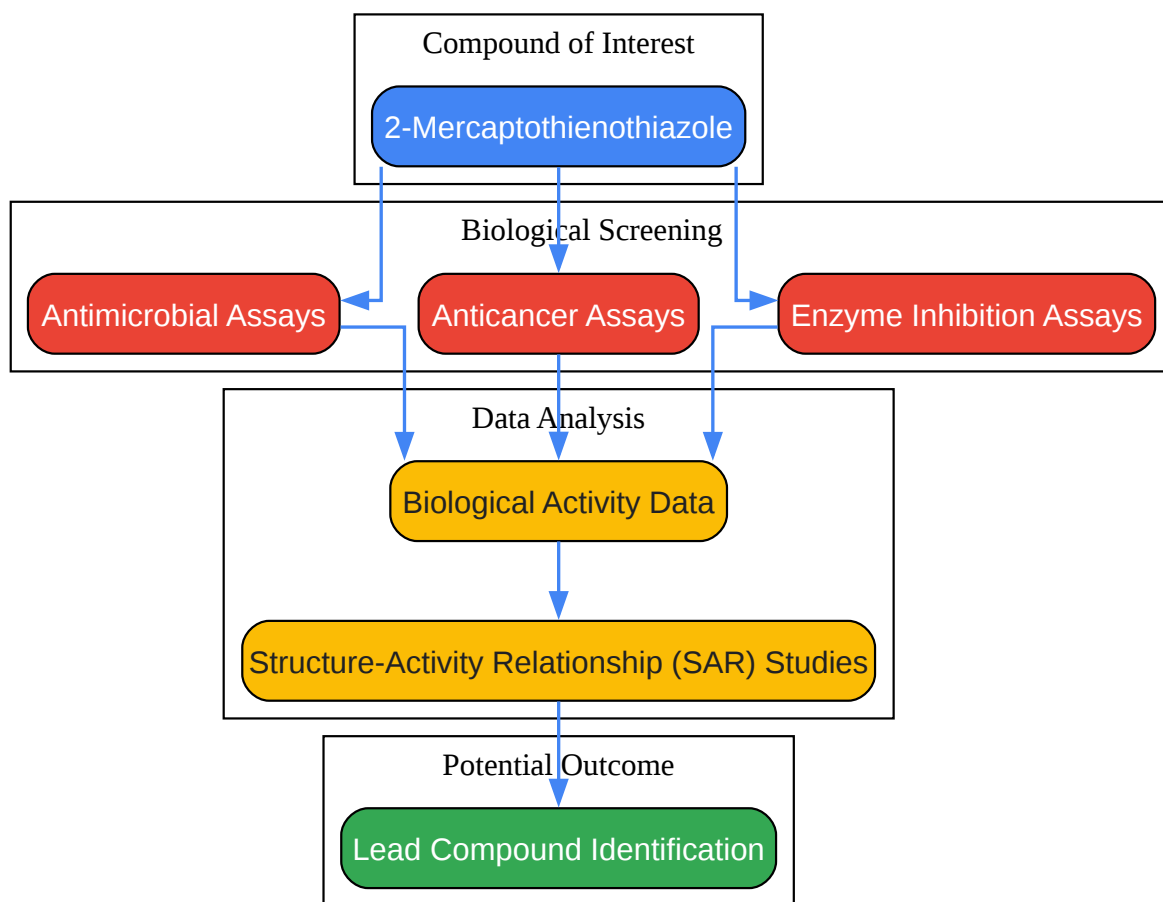 Compound of Interest
2-Mercaptothienothiazole
Biological Screening
Antimicrobial Assays
Anticancer Assays
Enzyme Inhibition Assays
Data Analysis
Biological Activity Data
Structure-Activity Relationship (SAR) Studies
Potential Outcome
Lead Compound Identification